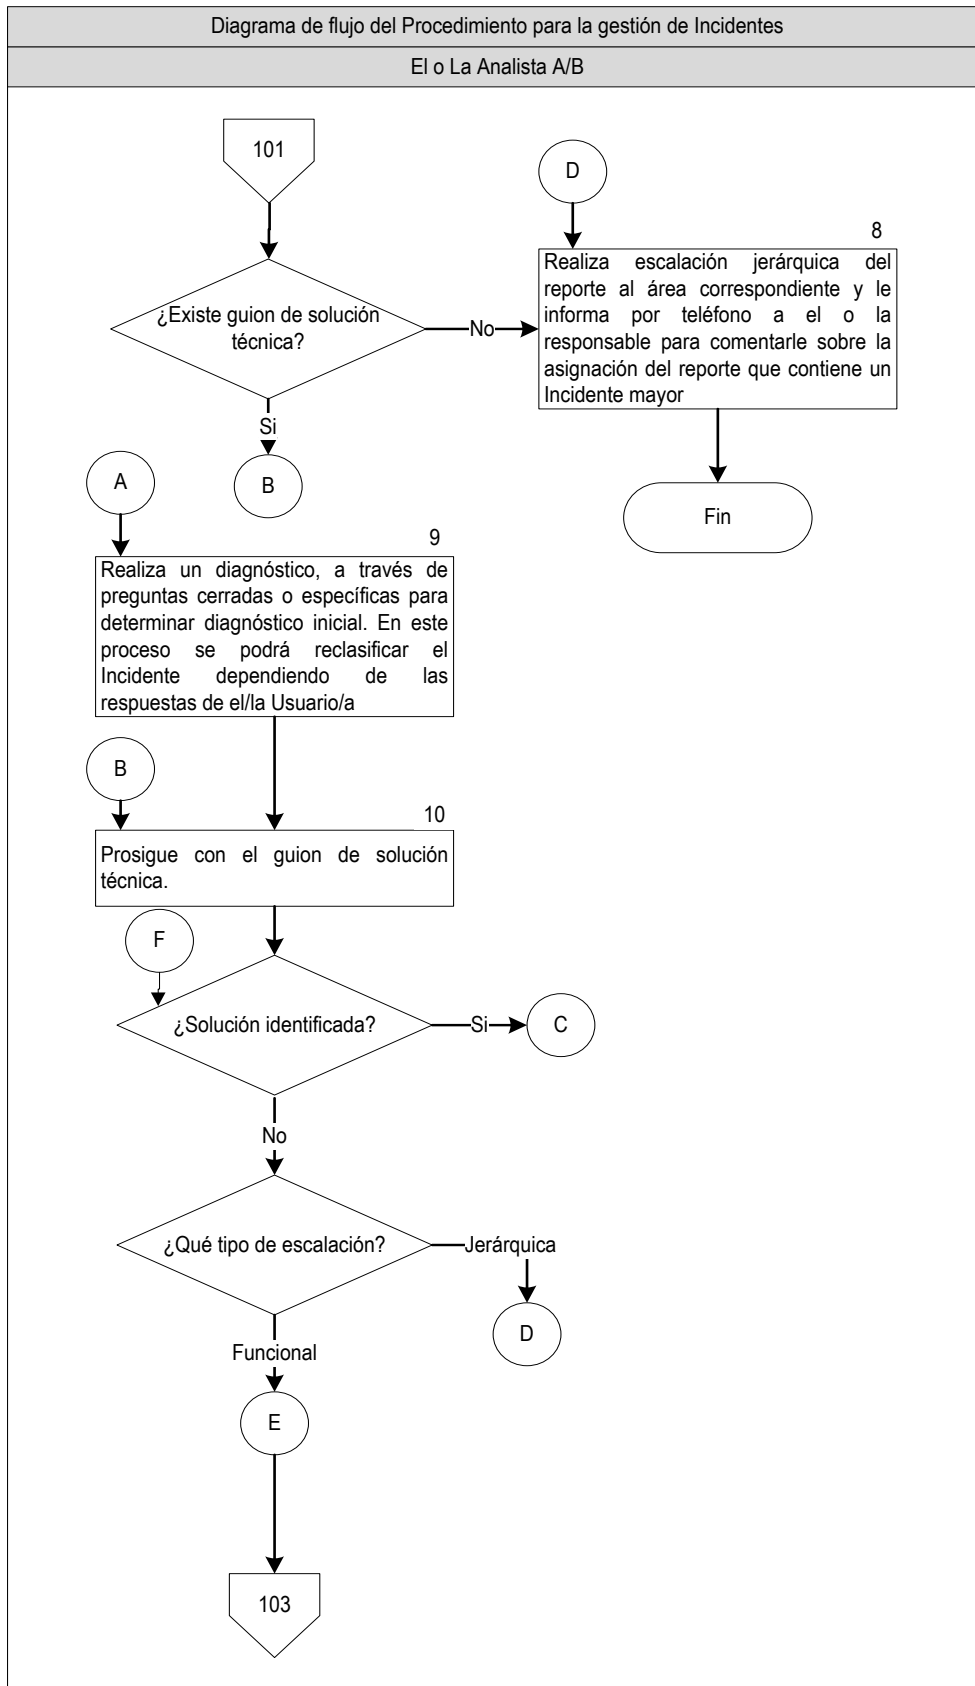 Diagrama de flujo del Procedimiento para la gestión de Incidentes
El o La Analista A/B
101
D
8
Realiza escalación jerárquica del
reporte al área correspondiente y le
informa por teléfono a el o la
responsable para comentarle sobre la
asignación del reporte que contiene un
Incidente mayor
¿Existe guion de solución
técnica?
No
Si
A
B
Fin
9
Realiza un diagnóstico, a través de
preguntas cerradas o específicas para
determinar diagnóstico inicial. En este
proceso se podrá reclasificar el
Incidente dependiendo de las
respuestas de el/la Usuario/a
B
10
Prosigue con el guion de solución
técnica.
F
¿Solución identificada?
Si
C
No
¿Qué tipo de escalación?
Jerárquica
D
Funcional
E
103